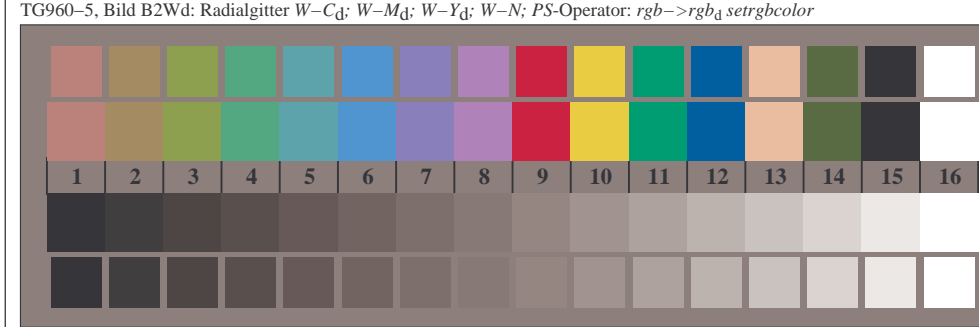 TG960–5, Bild B2Wd: Radialgitter W–Cd; W–Md; W–Yd; W–N; PS-Operator: rgb–>rgbd setrgbcolor
1 2 3 4 5 6 7 8 9 10 11 12 13 14 15 16